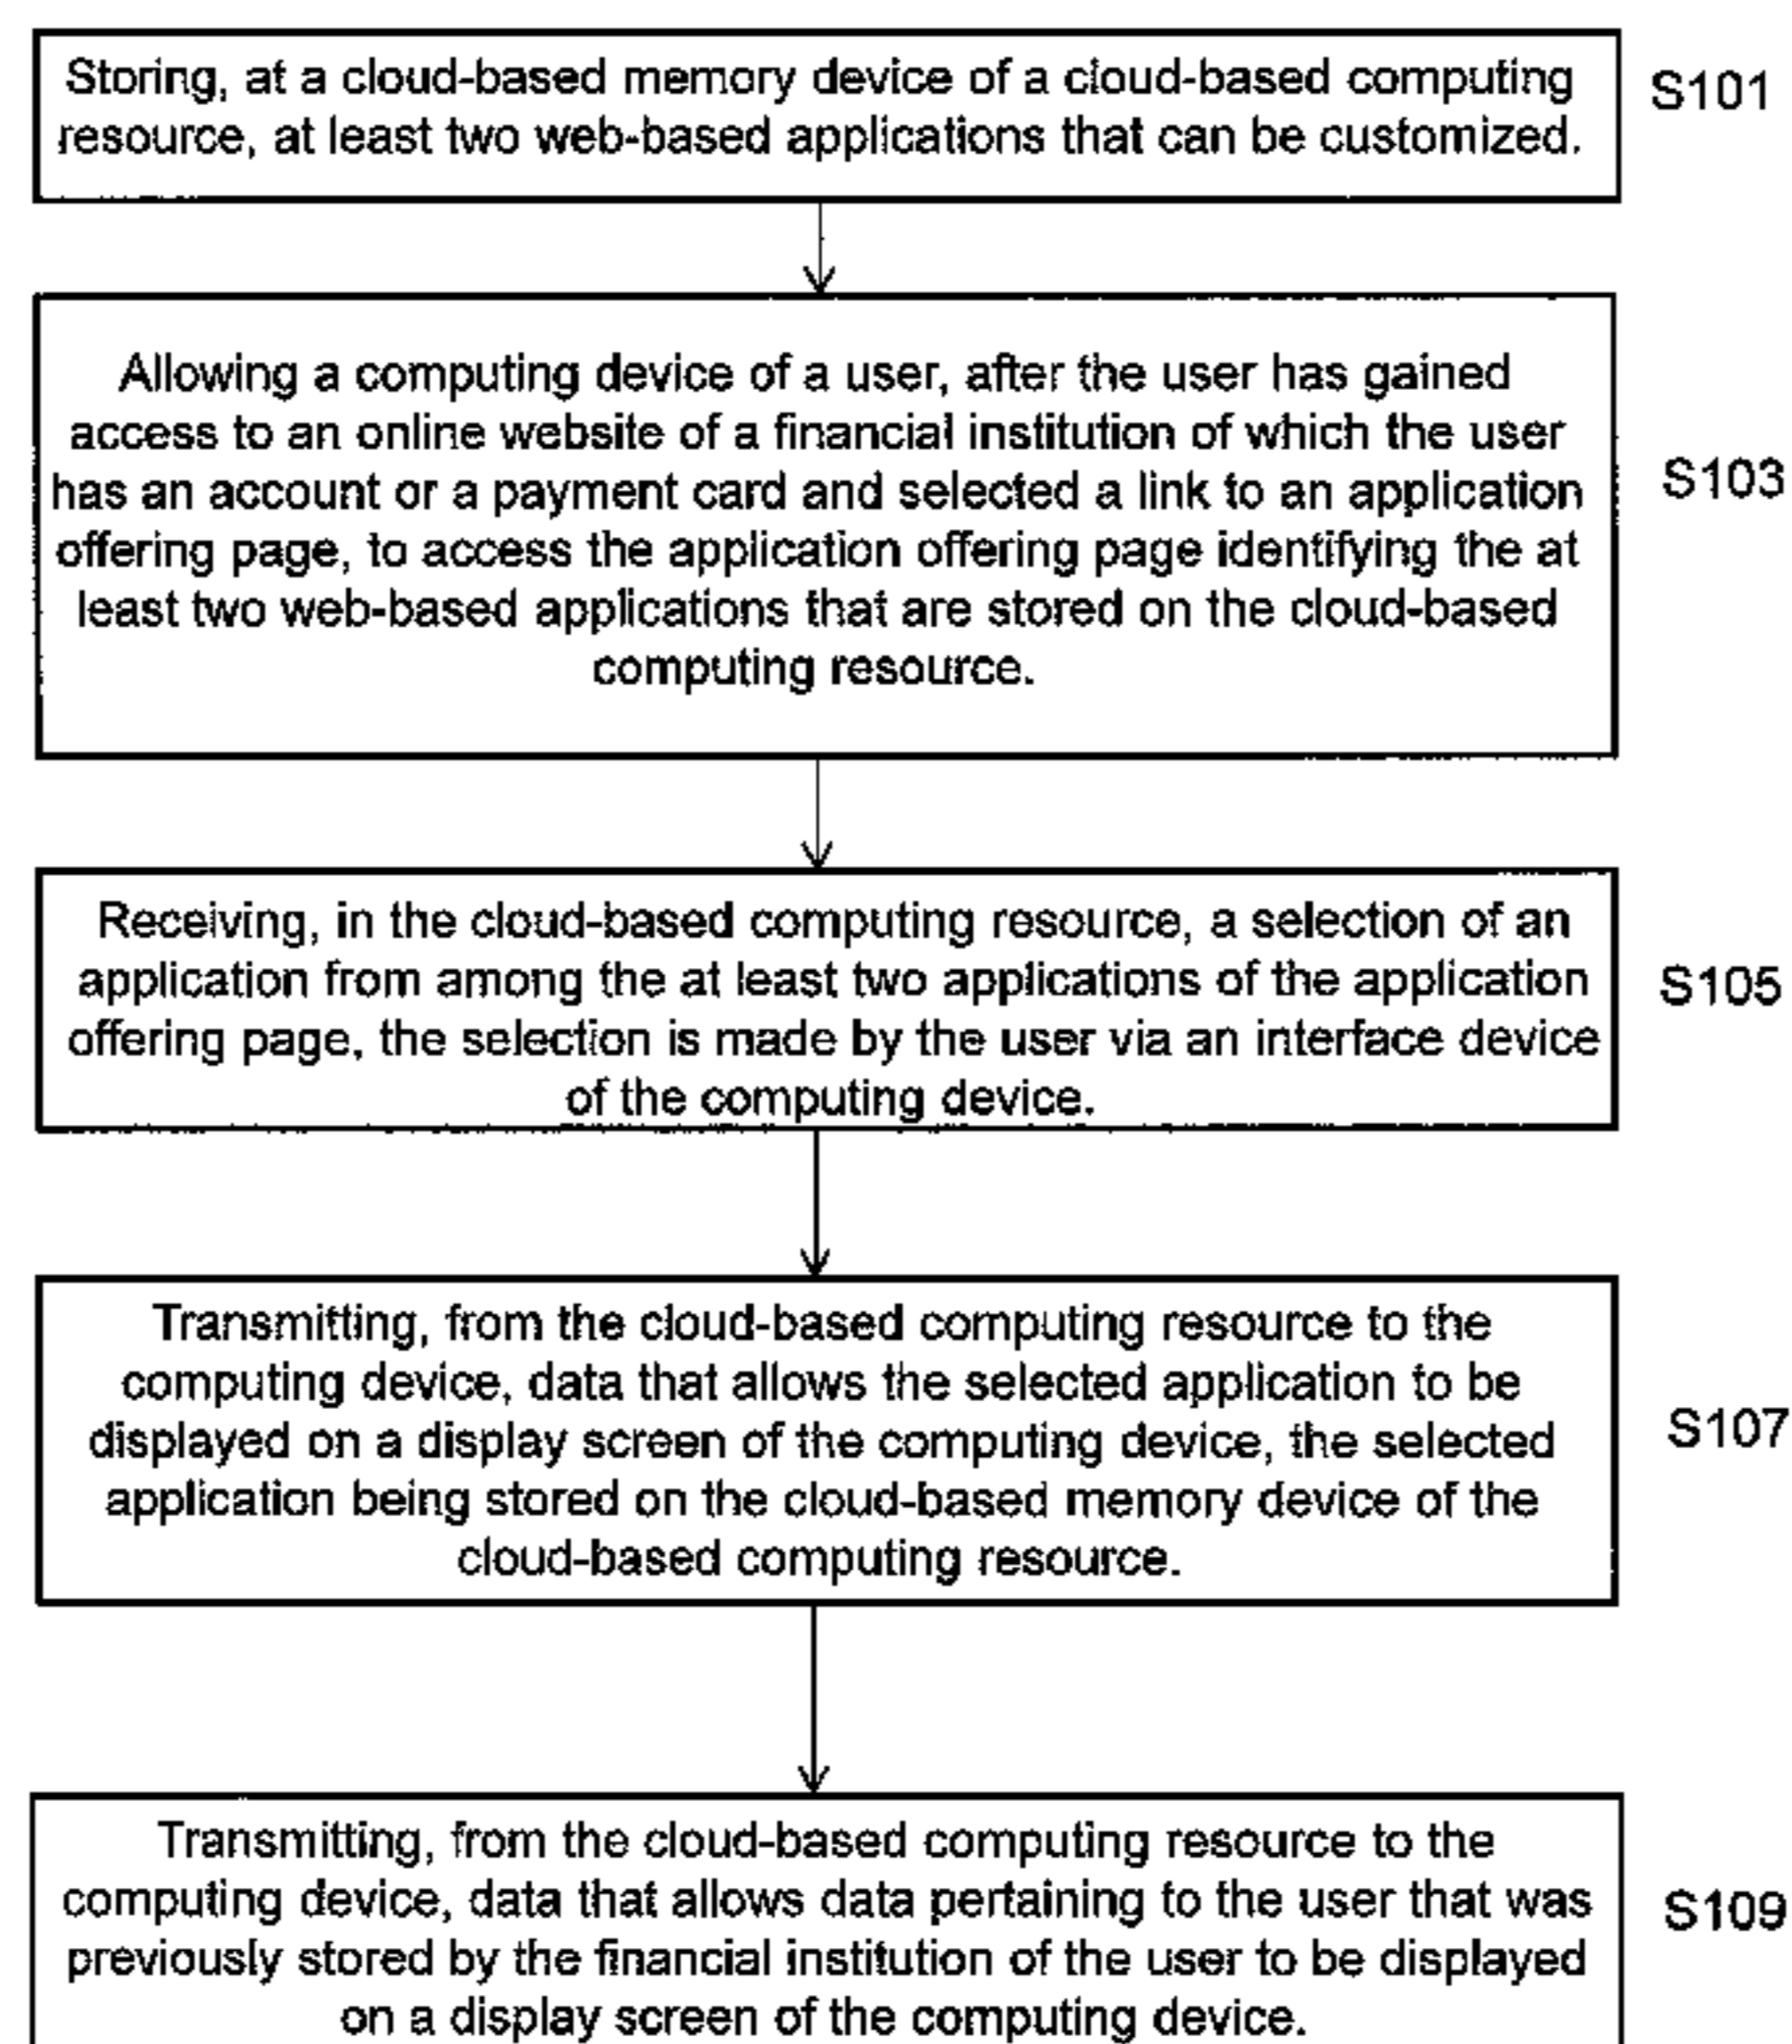 Storing, at a cloud-based memory device of a cloud-based computing
resource, at least two web-based applications that can be customized.
S101
Allowing a computing device of a user, after the user has gained
access to an online website of a financial institution of which the user
has an account or a payment card and selected a link to an application
offering page, to access the application offering page identifying the at
least two web-based applications that are stored on the cloud-based
computing resource.
S103
Receiving, in the cloud-based computing resource, a selection of an
application from among the at least two applications of the application
offering page, the selection is made by the user via an interface device
of the computing device.
S105
Transmitting, from the cloud-based computing resource to the
computing device, data that allows the selected application to be
displayed on a display screen of the computing device, the selected
application being stored on the cloud-based memory device of the
cloud-based computing resource.
S107
Transmitting, from the cloud-based computing resource to the
computing device, data that allows data pertaining to the user that was
previously stored by the financial institution of the user to be displayed
on a display screen of the computing device.
S109